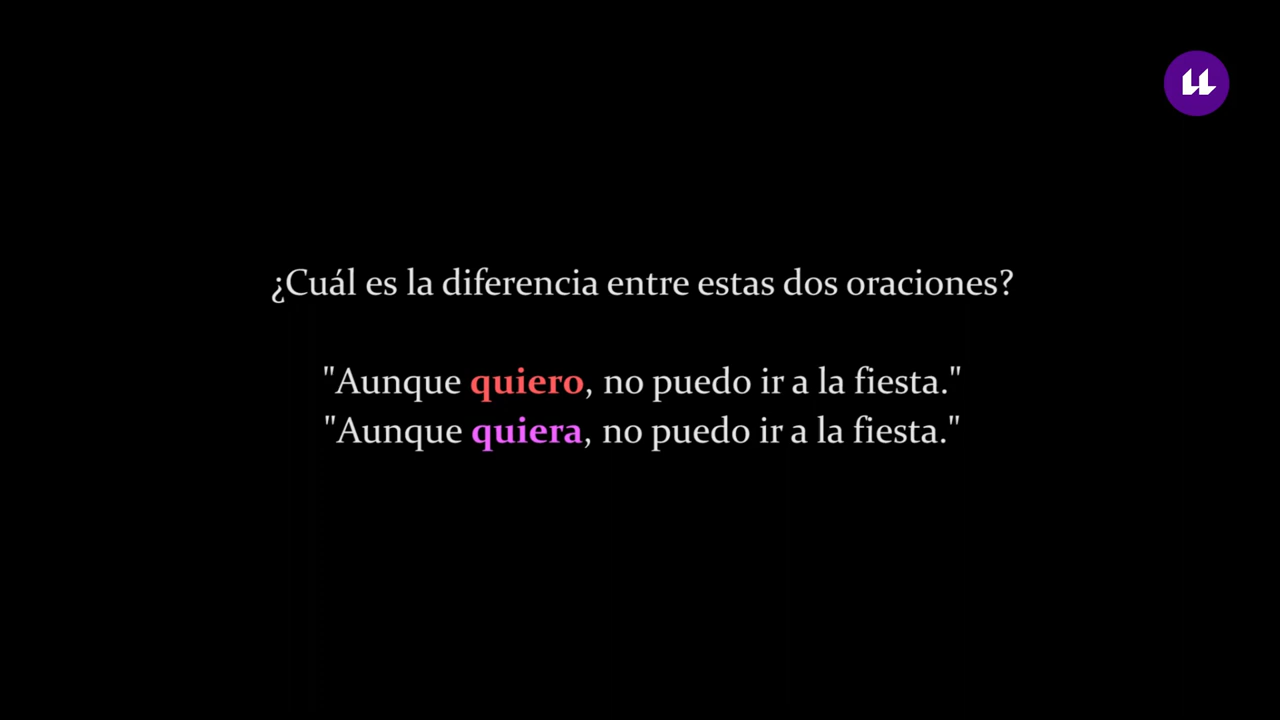 ¿Cuál es la diferencia entre estas dos oraciones?
"Aunque quiero, no puedo ir a la fiesta."
"Aunque quiera, no puedo ir a la fiesta."